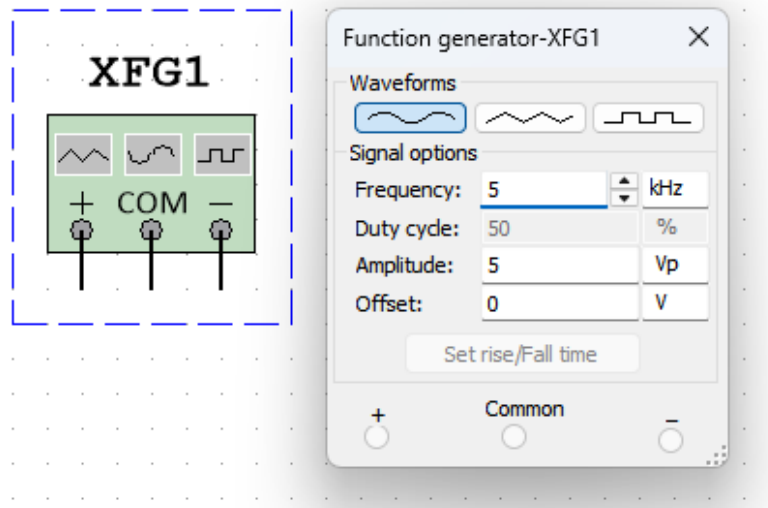 XFG1
+ COM −
Function generator-XFG1
Waveforms
Signal options
Frequency: 5 kHz
Duty cycle: 50 %
Amplitude: 5 Vp
Offset: 0 V
Set rise/Fall time
+ Common −